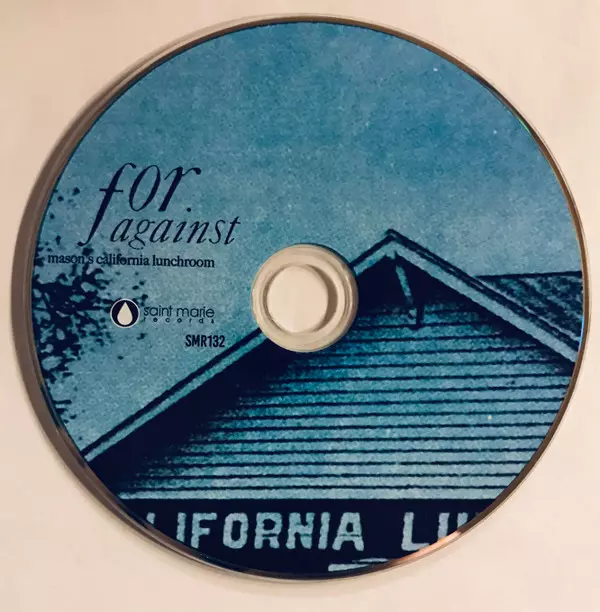 for
against
mason's california lunchroom
saint marie
records
SMR132
LIFORNIA LU